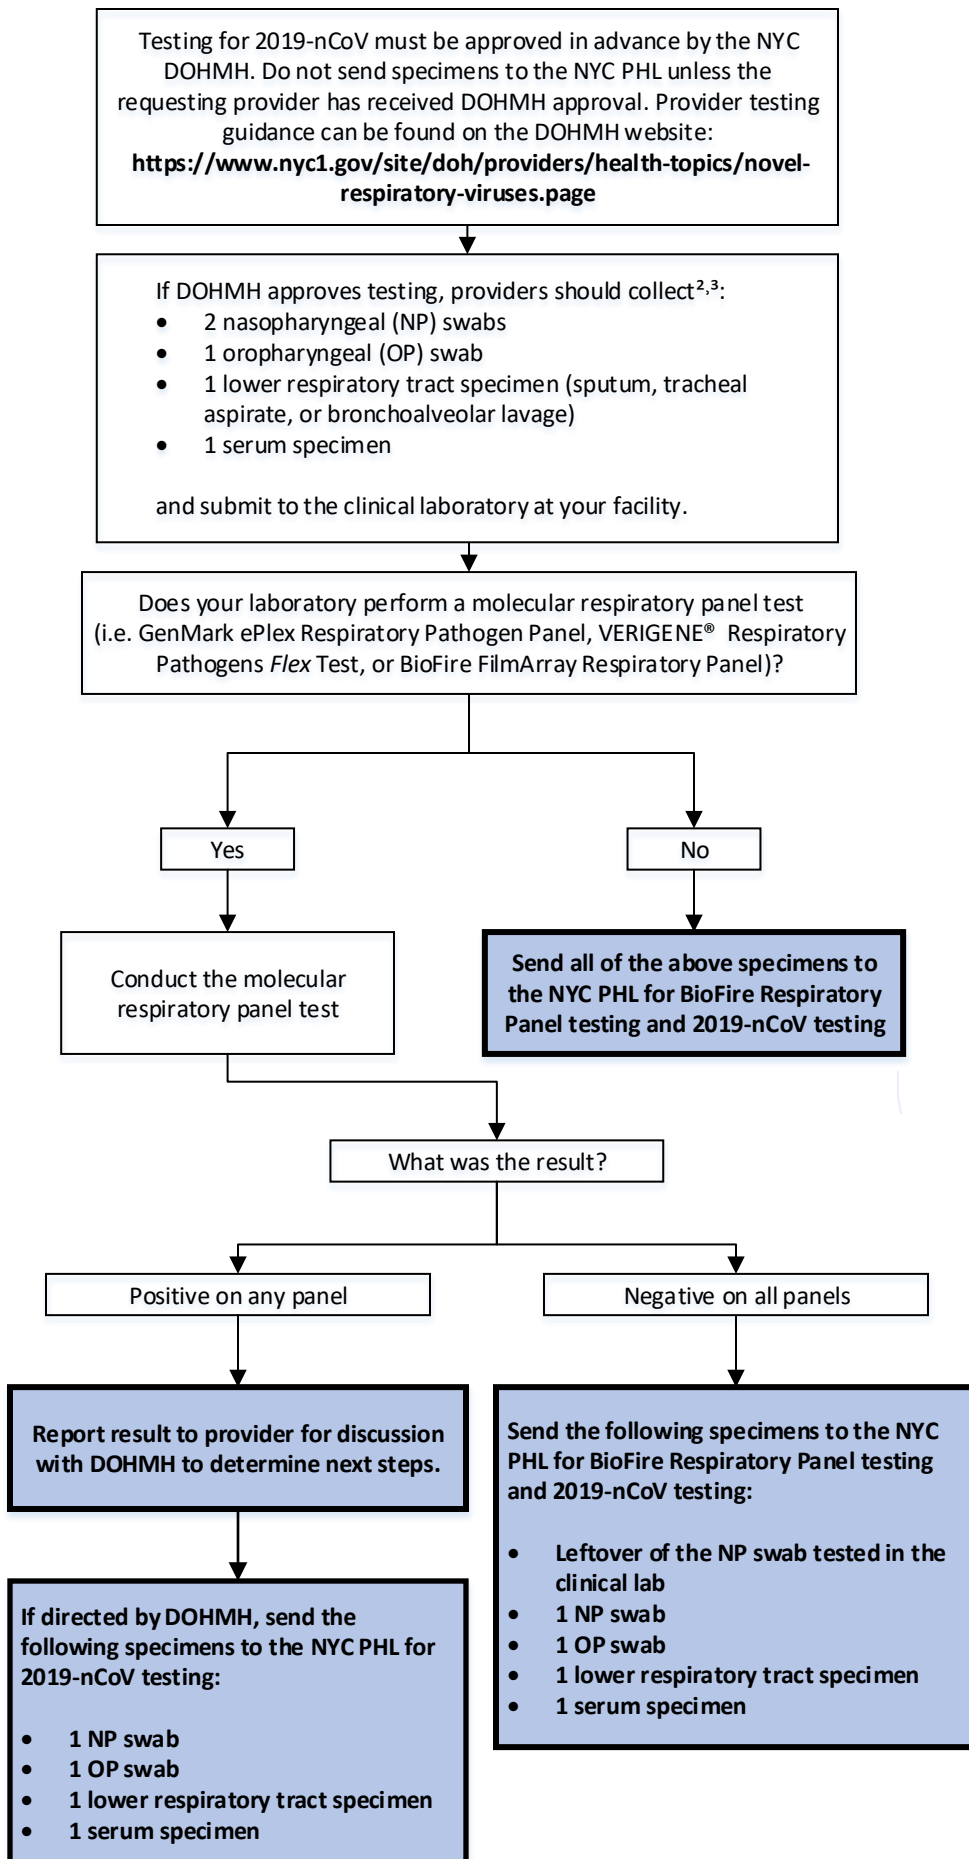 Testing for 2019-nCoV must be approved in advance by the NYC
DOHMH. Do not send specimens to the NYC PHL unless the
requesting provider has received DOHMH approval. Provider testing
guidance can be found on the DOHMH website:
https://www.nyc1.gov/site/doh/providers/health-topics/novel-
respiratory-viruses.page
If DOHMH approves testing, providers should collect²,³:
• 2 nasopharyngeal (NP) swabs
• 1 oropharyngeal (OP) swab
• 1 lower respiratory tract specimen (sputum, tracheal
aspirate, or bronchoalveolar lavage)
• 1 serum specimen
and submit to the clinical laboratory at your facility.
Does your laboratory perform a molecular respiratory panel test
(i.e. GenMark ePlex Respiratory Pathogen Panel, VERIGENE® Respiratory
Pathogens Flex Test, or BioFire FilmArray Respiratory Panel)?
Yes
No
Conduct the molecular
respiratory panel test
Send all of the above specimens to
the NYC PHL for BioFire Respiratory
Panel testing and 2019-nCoV testing
What was the result?
Positive on any panel
Negative on all panels
Report result to provider for discussion
with DOHMH to determine next steps.
Send the following specimens to the NYC
PHL for BioFire Respiratory Panel testing
and 2019-nCoV testing:
• Leftover of the NP swab tested in the
clinical lab
• 1 NP swab
• 1 OP swab
• 1 lower respiratory tract specimen
• 1 serum specimen
If directed by DOHMH, send the
following specimens to the NYC PHL for
2019-nCoV testing:
• 1 NP swab
• 1 OP swab
• 1 lower respiratory tract specimen
• 1 serum specimen